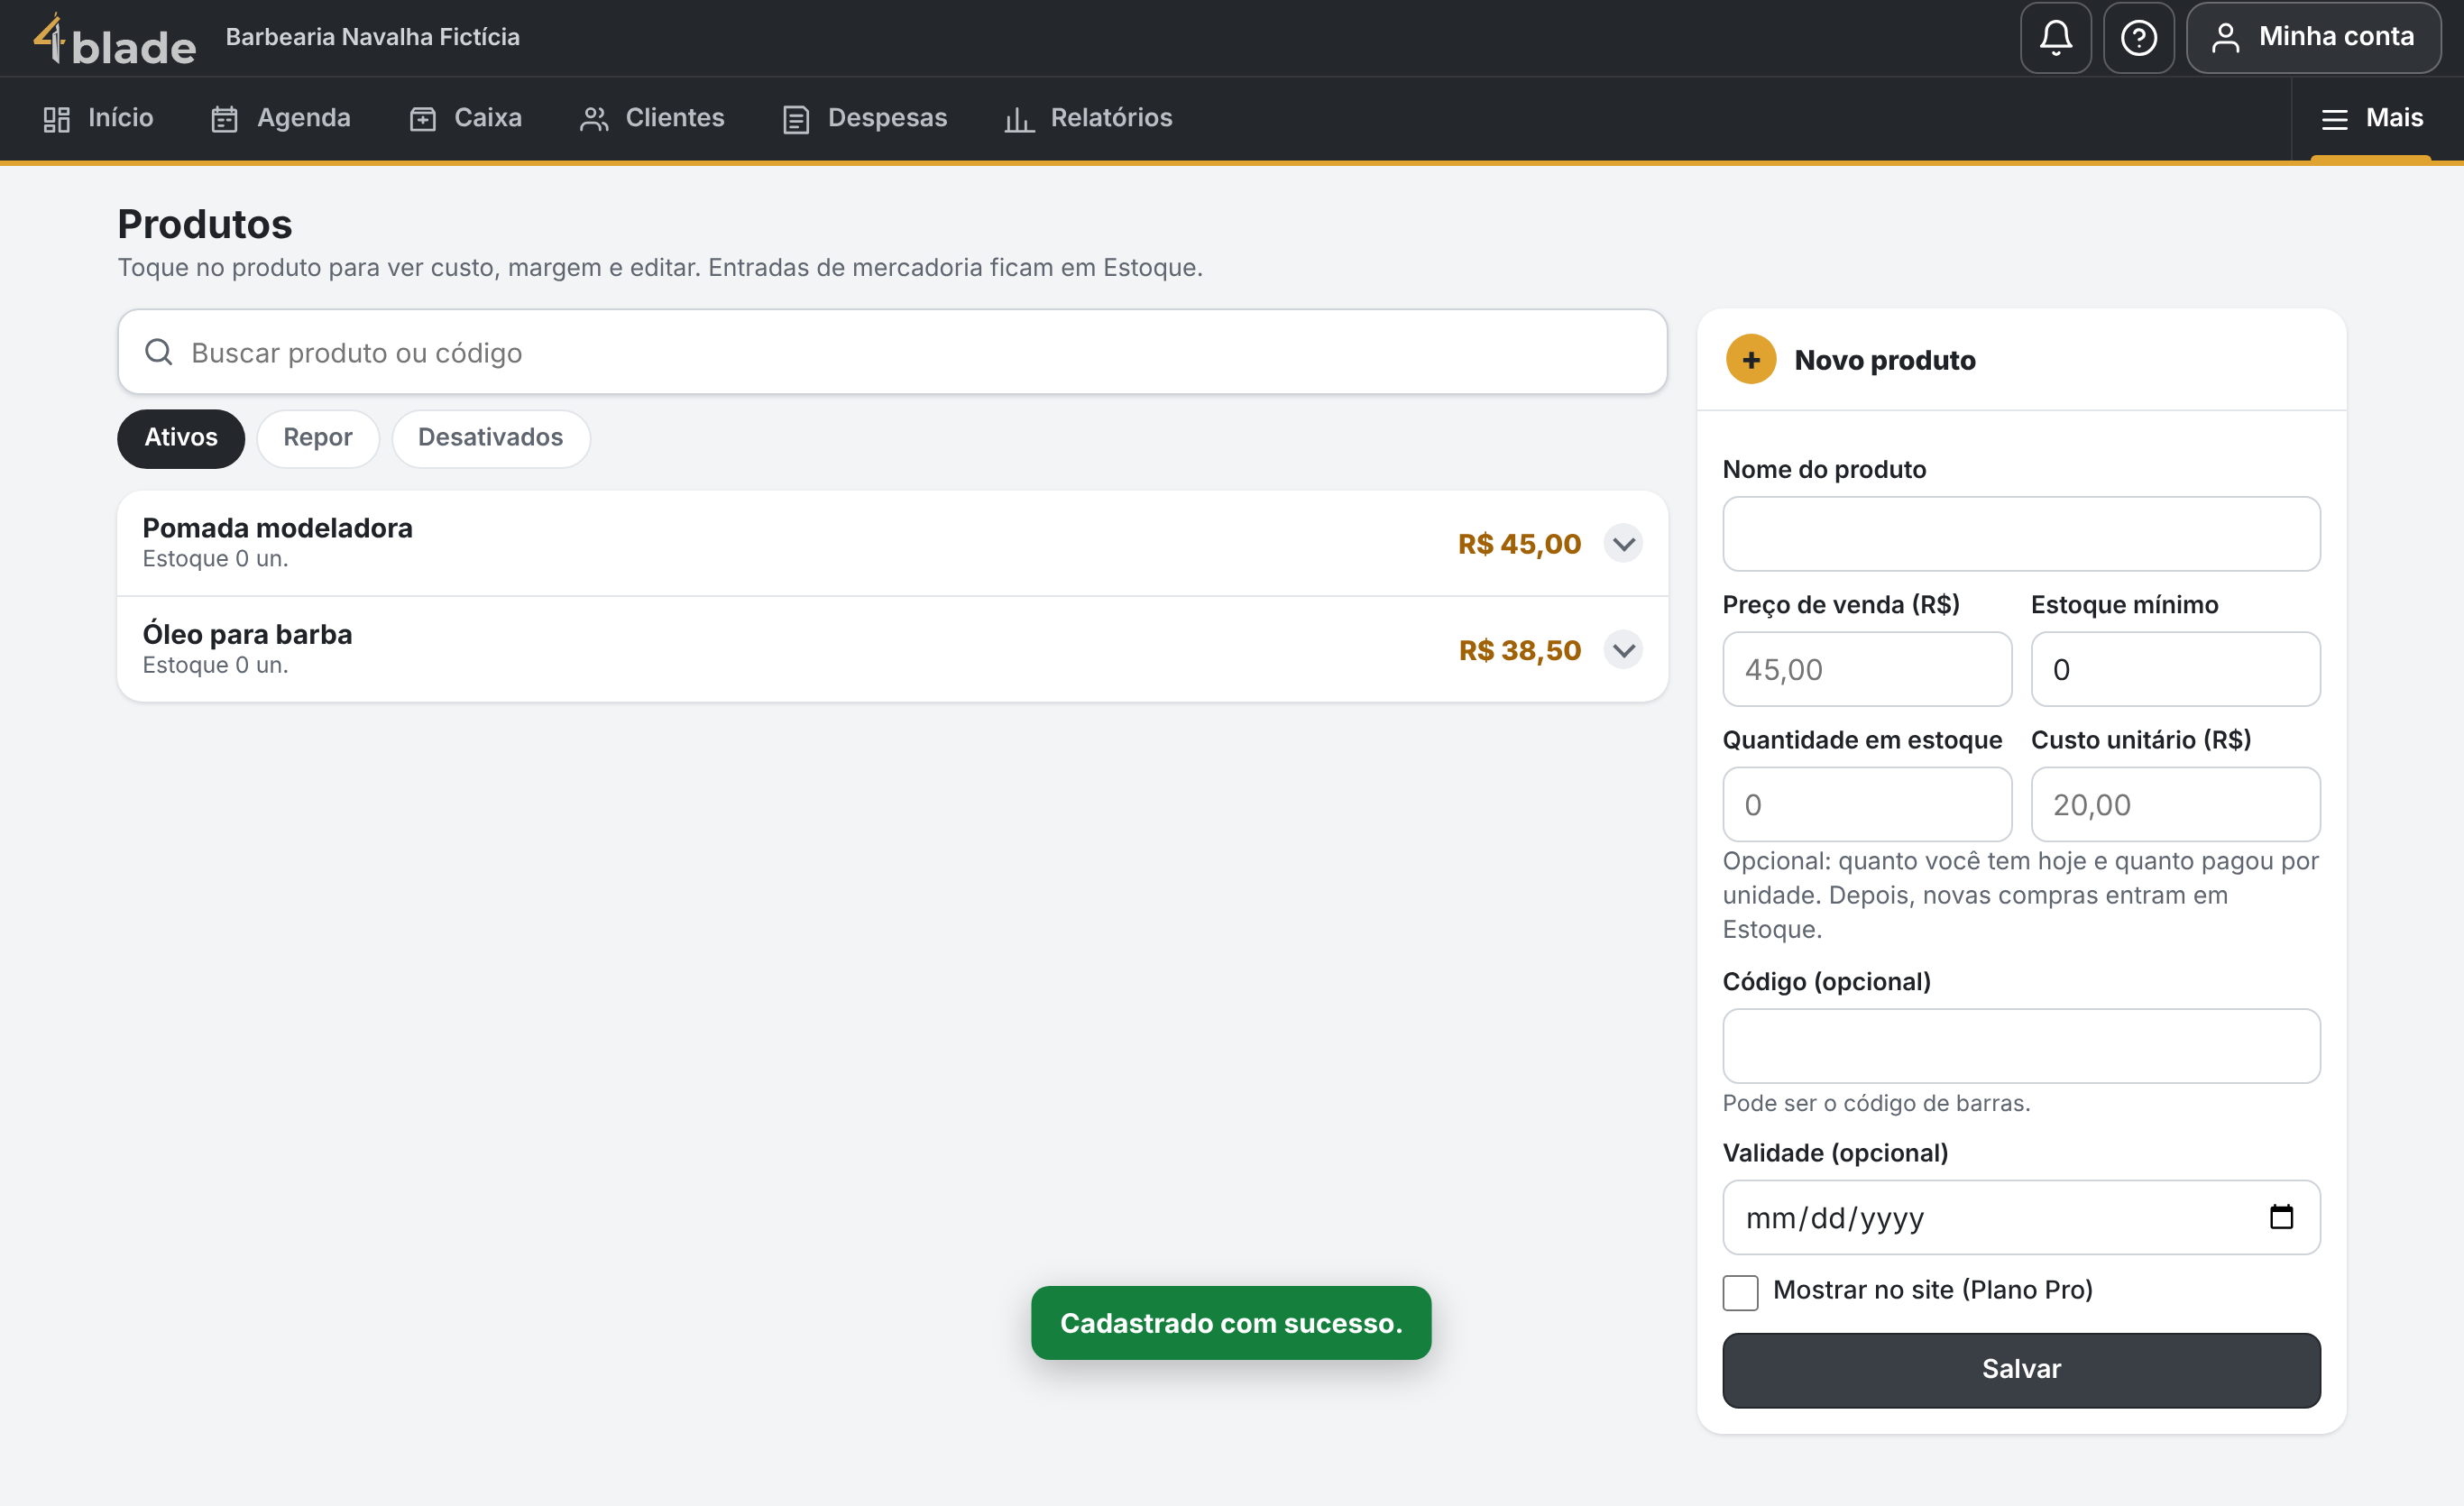 4blade
Barbearia Navalha Fictícia
Minha conta
Início
Agenda
Caixa
Clientes
Despesas
Relatórios
Mais
Produtos
Toque no produto para ver custo, margem e editar. Entradas de mercadoria ficam em Estoque.
Buscar produto ou código
Ativos
Repor
Desativados
Pomada modeladora
Estoque 0 un.
R$ 45,00
Óleo para barba
Estoque 0 un.
R$ 38,50
Novo produto
Nome do produto
Preço de venda (R$)
Estoque mínimo
45,00
0
Quantidade em estoque
Custo unitário (R$)
0
20,00
Opcional: quanto você tem hoje e quanto pagou por
unidade. Depois, novas compras entram em
Estoque.
Código (opcional)
Pode ser o código de barras.
Validade (opcional)
mm/dd/yyyy
Mostrar no site (Plano Pro)
Salvar
Cadastrado com sucesso.